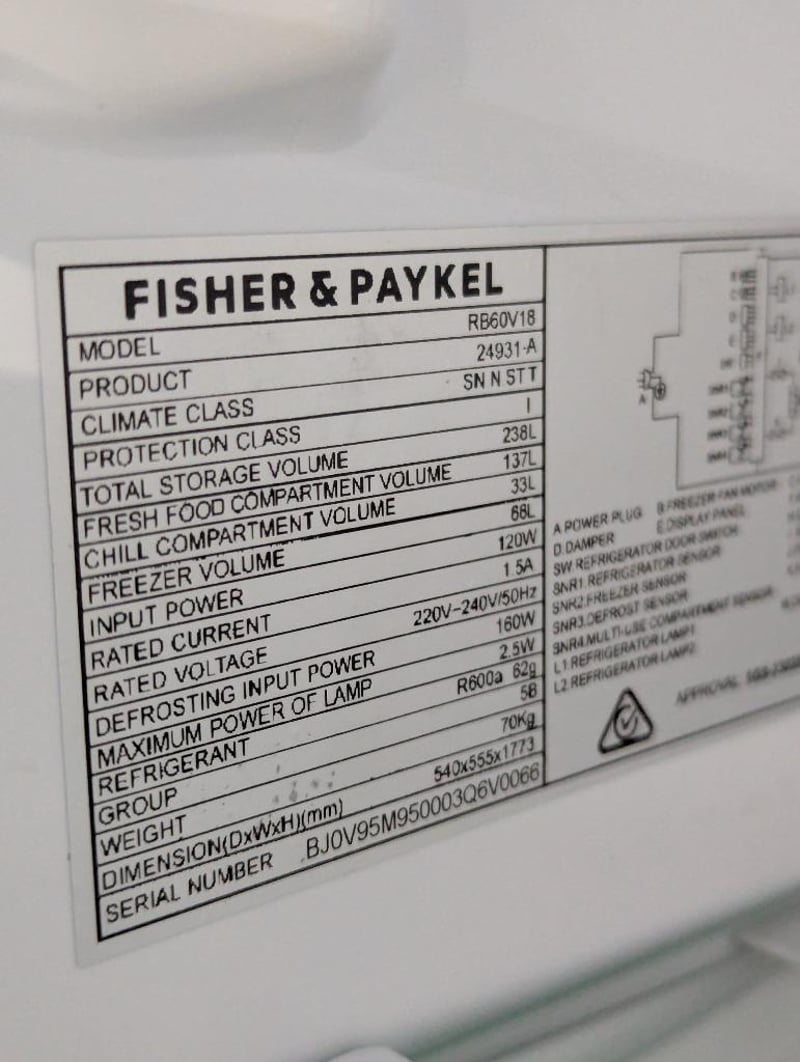 FISHER & PAYKEL
MODEL RB60V18
PRODUCT 24931-A
CLIMATE CLASS SN N ST T
PROTECTION CLASS I
TOTAL STORAGE VOLUME 238L
FRESH FOOD COMPARTMENT VOLUME 137L
CHILL COMPARTMENT VOLUME 33L
FREEZER VOLUME 68L
INPUT POWER 120W
RATED CURRENT 1.5A
RATED VOLTAGE 220V~240V/50Hz
DEFROSTING INPUT POWER 160W
MAXIMUM POWER OF LAMP 2.5W
REFRIGERANT R600a 62g
GROUP 58
WEIGHT 70Kg
DIMENSION(DxWxH)(mm) 540x555x1773
SERIAL NUMBER BJ0V95M950003Q6V0066
A
A.POWER PLUG B.FREEZER FAN MOTOR
D.DAMPER E.DISPLAY PANEL
SW.REFRIGERATOR DOOR SWITCH
SNR1.REFRIGERATOR SENSOR
SNR2.FREEZER SENSOR
SNR3.DEFROST SENSOR
SNR4.MULTI-USE COMPARTMENT SENSOR
L1.REFRIGERATOR LAMP1
L2.REFRIGERATOR LAMP2
APPROVAL